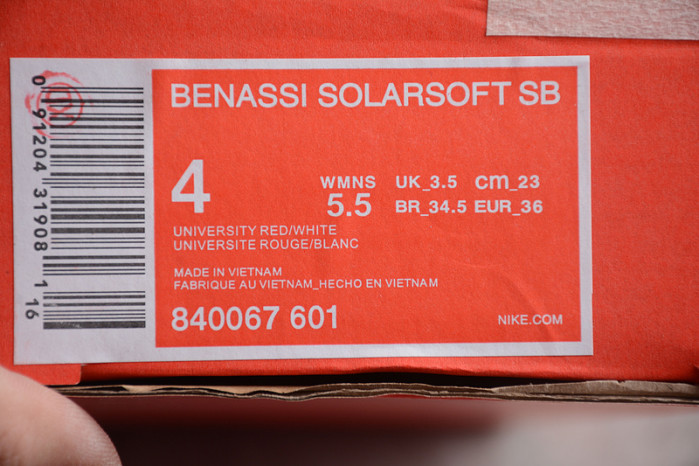 BENASSI SOLARSOFT SB
4
WMNS
5.5
UK_3.5 cm_23
BR_34.5 EUR_36
UNIVERSITY RED/WHITE
UNIVERSITE ROUGE/BLANC
MADE IN VIETNAM
FABRIQUE AU VIETNAM_HECHO EN VIETNAM
840067 601
NIKE.COM
0 91204 31908 1 16